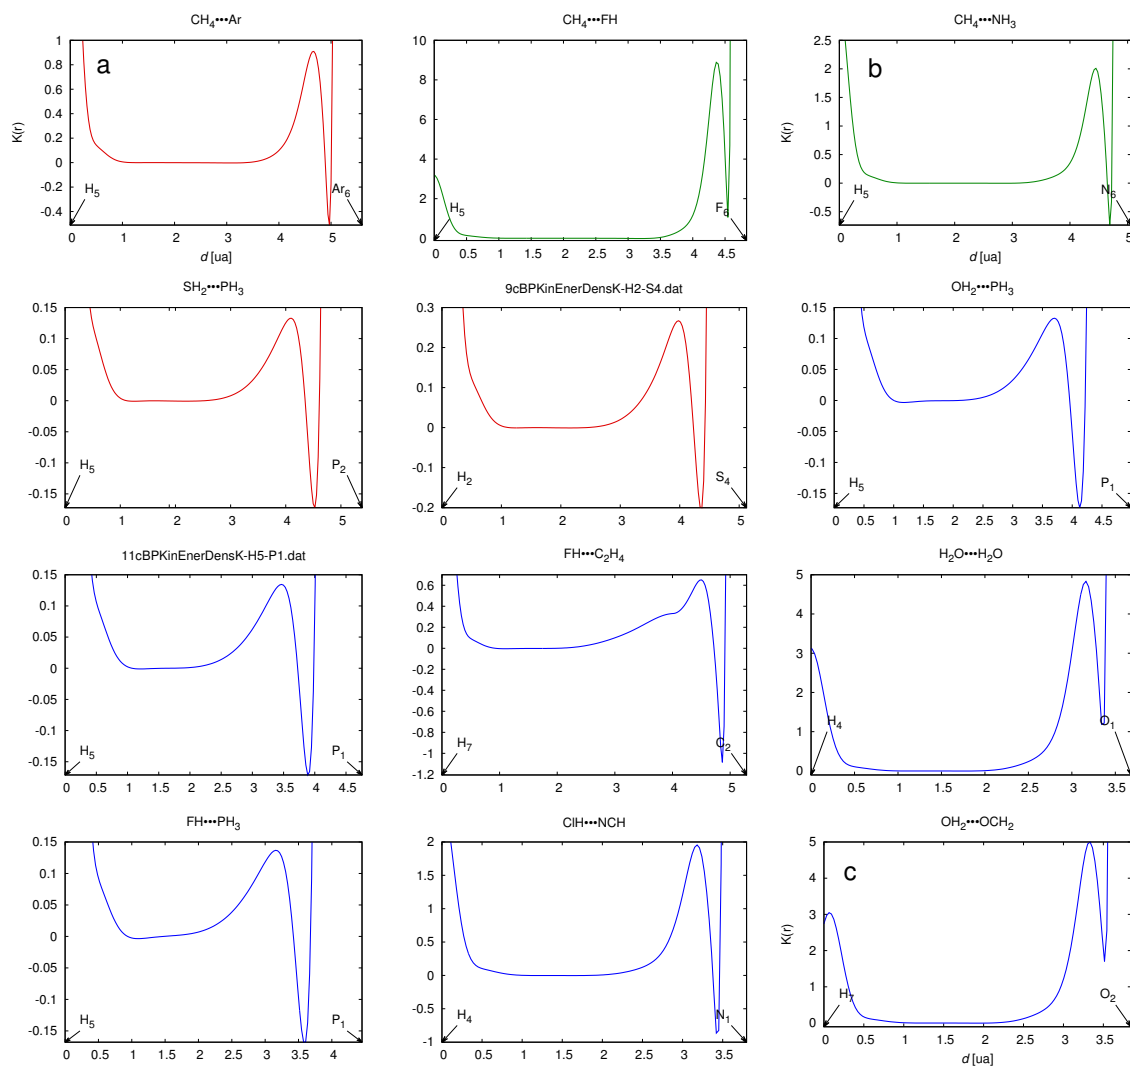 CH4•••Ar
a
K(r)
1
0.8
0.6
0.4
0.2
0
-0.2
-0.4
H5
Ar6
0 1 2 3 4 5
d [ua]
CH4•••FH
10
8
6
4
2
0
H5
F6
0 0.5 1 1.5 2 2.5 3 3.5 4 4.5
CH4•••NH3
b
2.5
2
1.5
1
0.5
0
-0.5
H5
N6
0 1 2 3 4 5
d [ua]
SH2•••PH3
0.15
0.1
0.05
0
-0.05
-0.1
-0.15
H5
P2
0 1 2 3 4 5
9cBPKinEnerDensK-H2-S4.dat
0.3
0.2
0.1
0
-0.1
-0.2
H2
S4
0 1 2 3 4 5
OH2•••PH3
0.15
0.1
0.05
0
-0.05
-0.1
-0.15
H5
P1
0 0.5 1 1.5 2 2.5 3 3.5 4 4.5
11cBPKinEnerDensK-H5-P1.dat
0.15
0.1
0.05
0
-0.05
-0.1
-0.15
H5
P1
0 0.5 1 1.5 2 2.5 3 3.5 4 4.5
FH•••C2H4
0.6
0.4
0.2
0
-0.2
-0.4
-0.6
-0.8
-1
-1.2
H7
C2
0 1 2 3 4 5
H2O•••H2O
5
4
3
2
1
0
H4
O1
0 0.5 1 1.5 2 2.5 3 3.5
FH•••PH3
0.15
0.1
0.05
0
-0.05
-0.1
-0.15
H5
P1
0 0.5 1 1.5 2 2.5 3 3.5 4
ClH•••NCH
2
1.5
1
0.5
0
-0.5
-1
H4
N1
0 0.5 1 1.5 2 2.5 3 3.5
OH2•••OCH2
c
K(r)
5
4
3
2
1
0
H7
O2
0 0.5 1 1.5 2 2.5 3 3.5
d [ua]